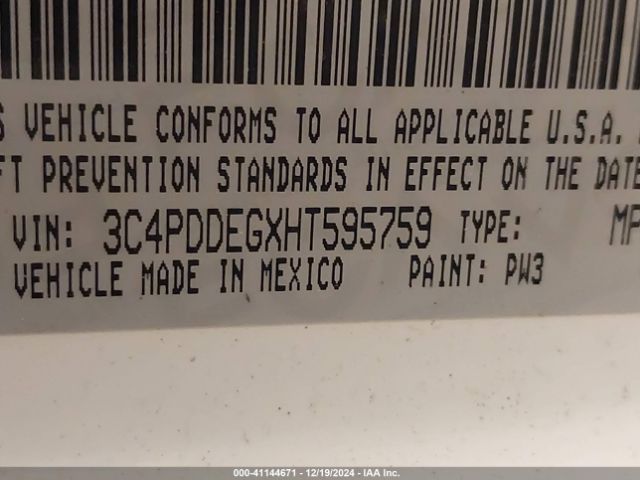 VEHICLE CONFORMS TO ALL APPLICABLE U.S.A.
PREVENTION STANDARDS IN EFFECT ON THE DATE
VIN: 3C4PDDEGXHT595759 TYPE: MP
VEHICLE MADE IN MEXICO PAINT: PW3
000-41144671 - 12/19/2024 - IAA Inc.